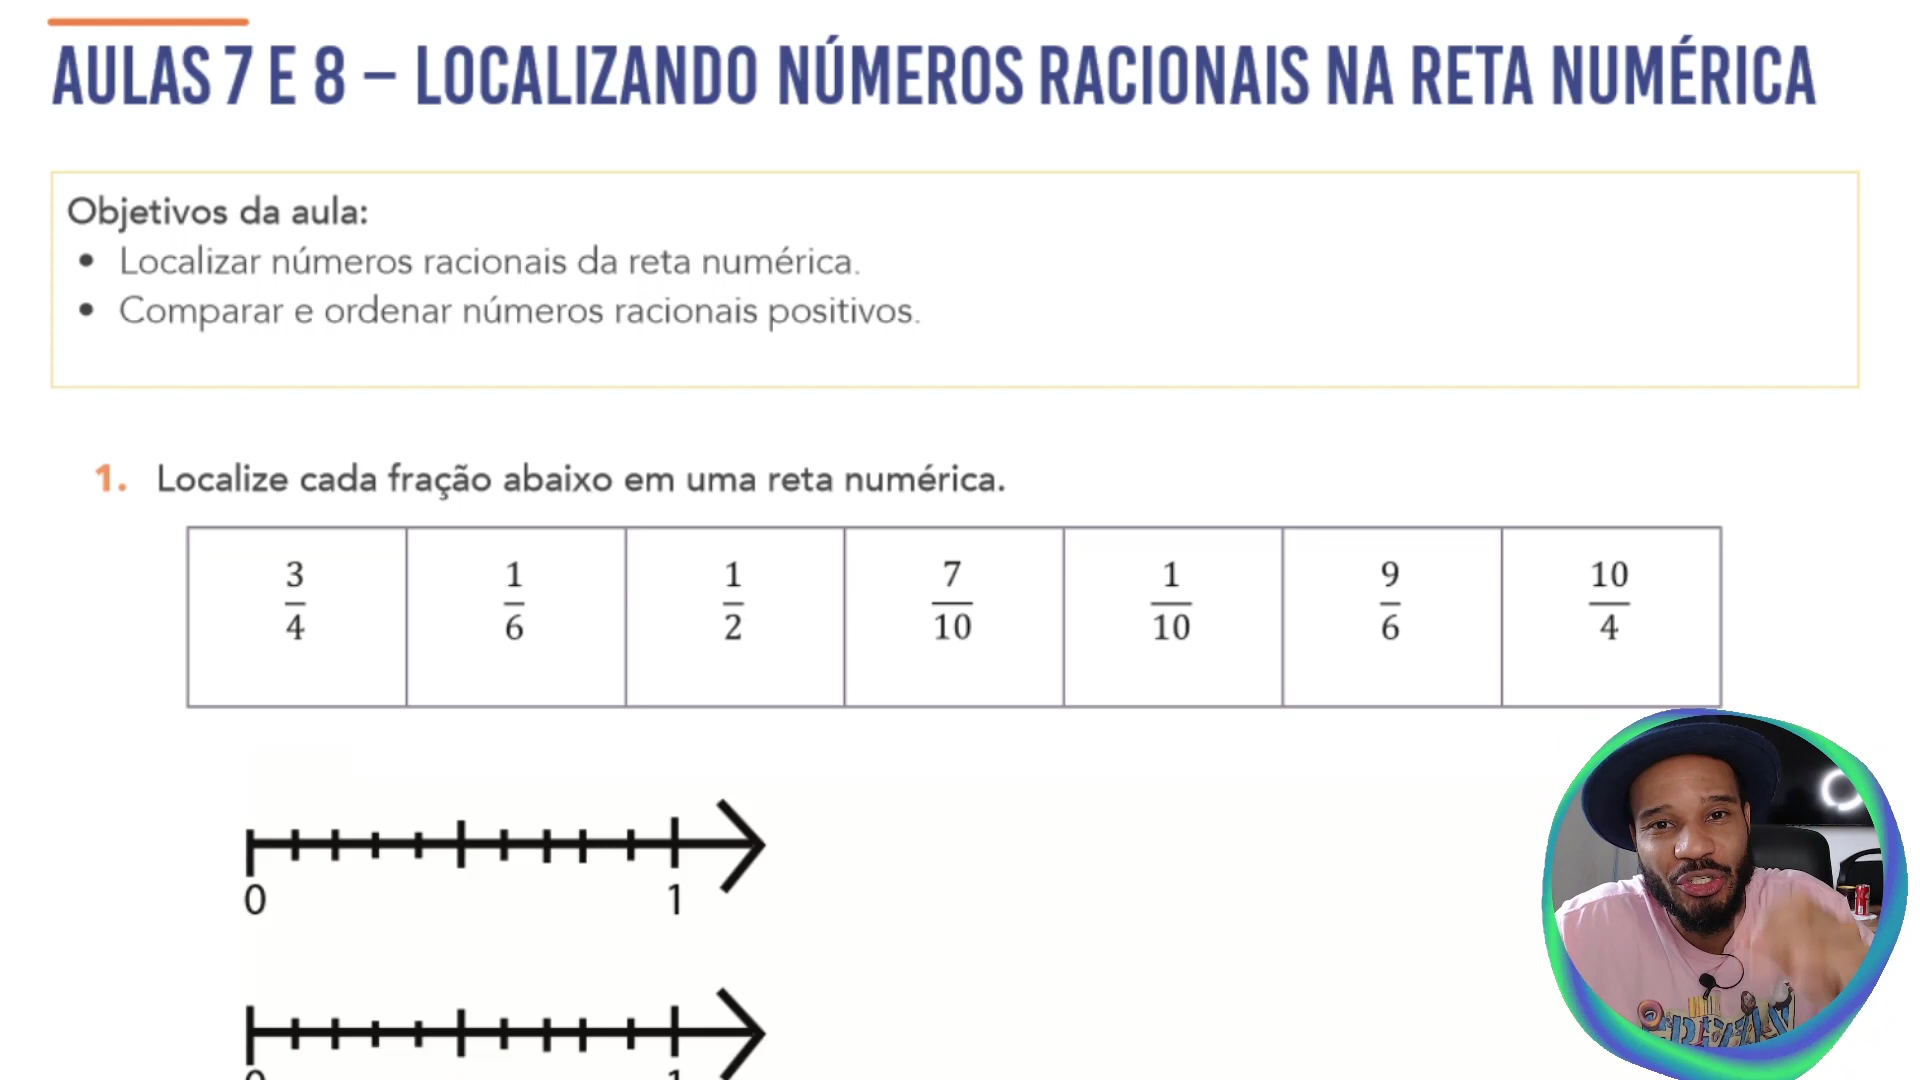 AULAS 7 E 8 – LOCALIZANDO NÚMEROS RACIONAIS NA RETA NUMÉRICA
Objetivos da aula:
• Localizar números racionais da reta numérica.
• Comparar e ordenar números racionais positivos.
1. Localize cada fração abaixo em uma reta numérica.
3/4 1/6 1/2 7/10 1/10 9/6 10/4
0 1
0 1